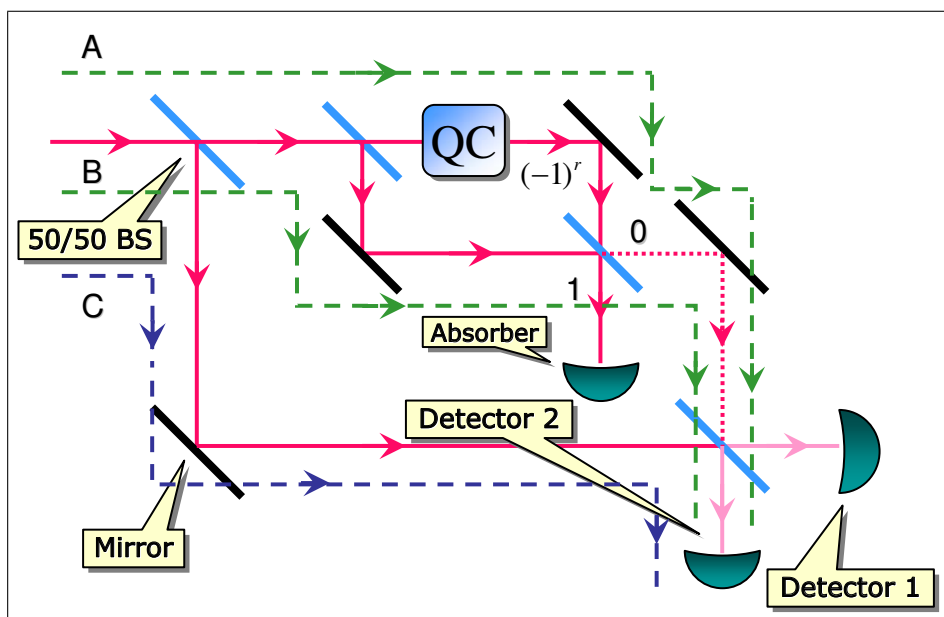 A
QC
(-1)^r
B
50/50 BS
0
C
1
Absorber
Detector 2
Mirror
Detector 1